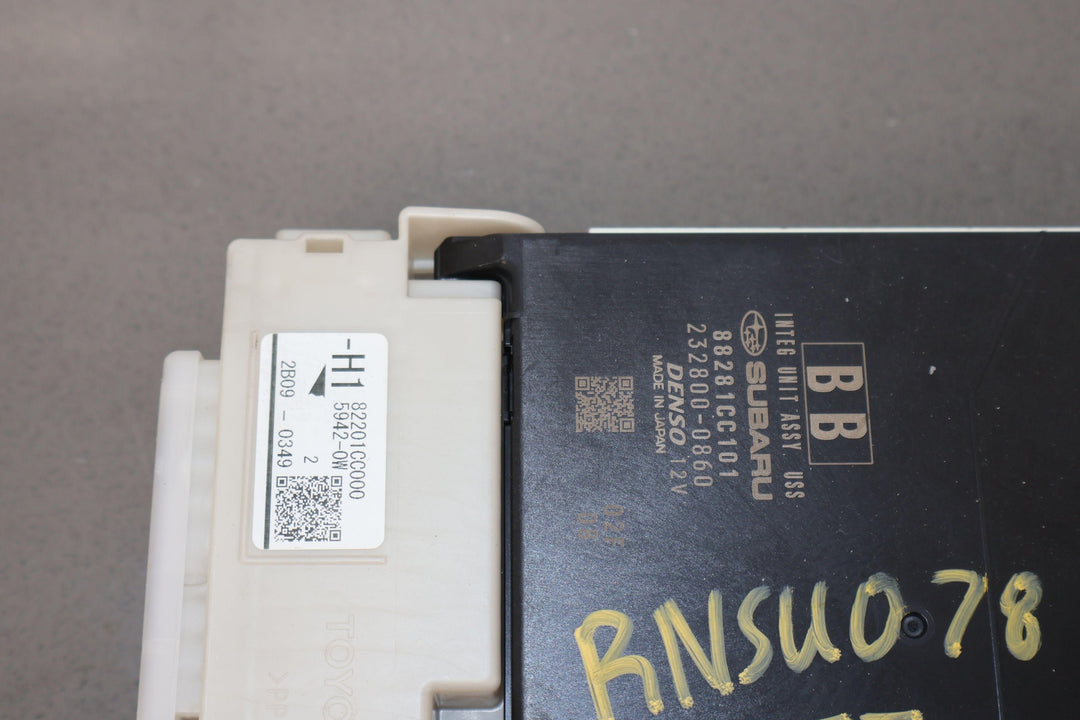 -H1
82201CC000
5942-0W
2
2B09 - 0349
BB
INTEG UNIT ASSY USS
SUBARU
88281CC101
232800-0860
DENSO 12V
MADE IN JAPAN
RNSU078